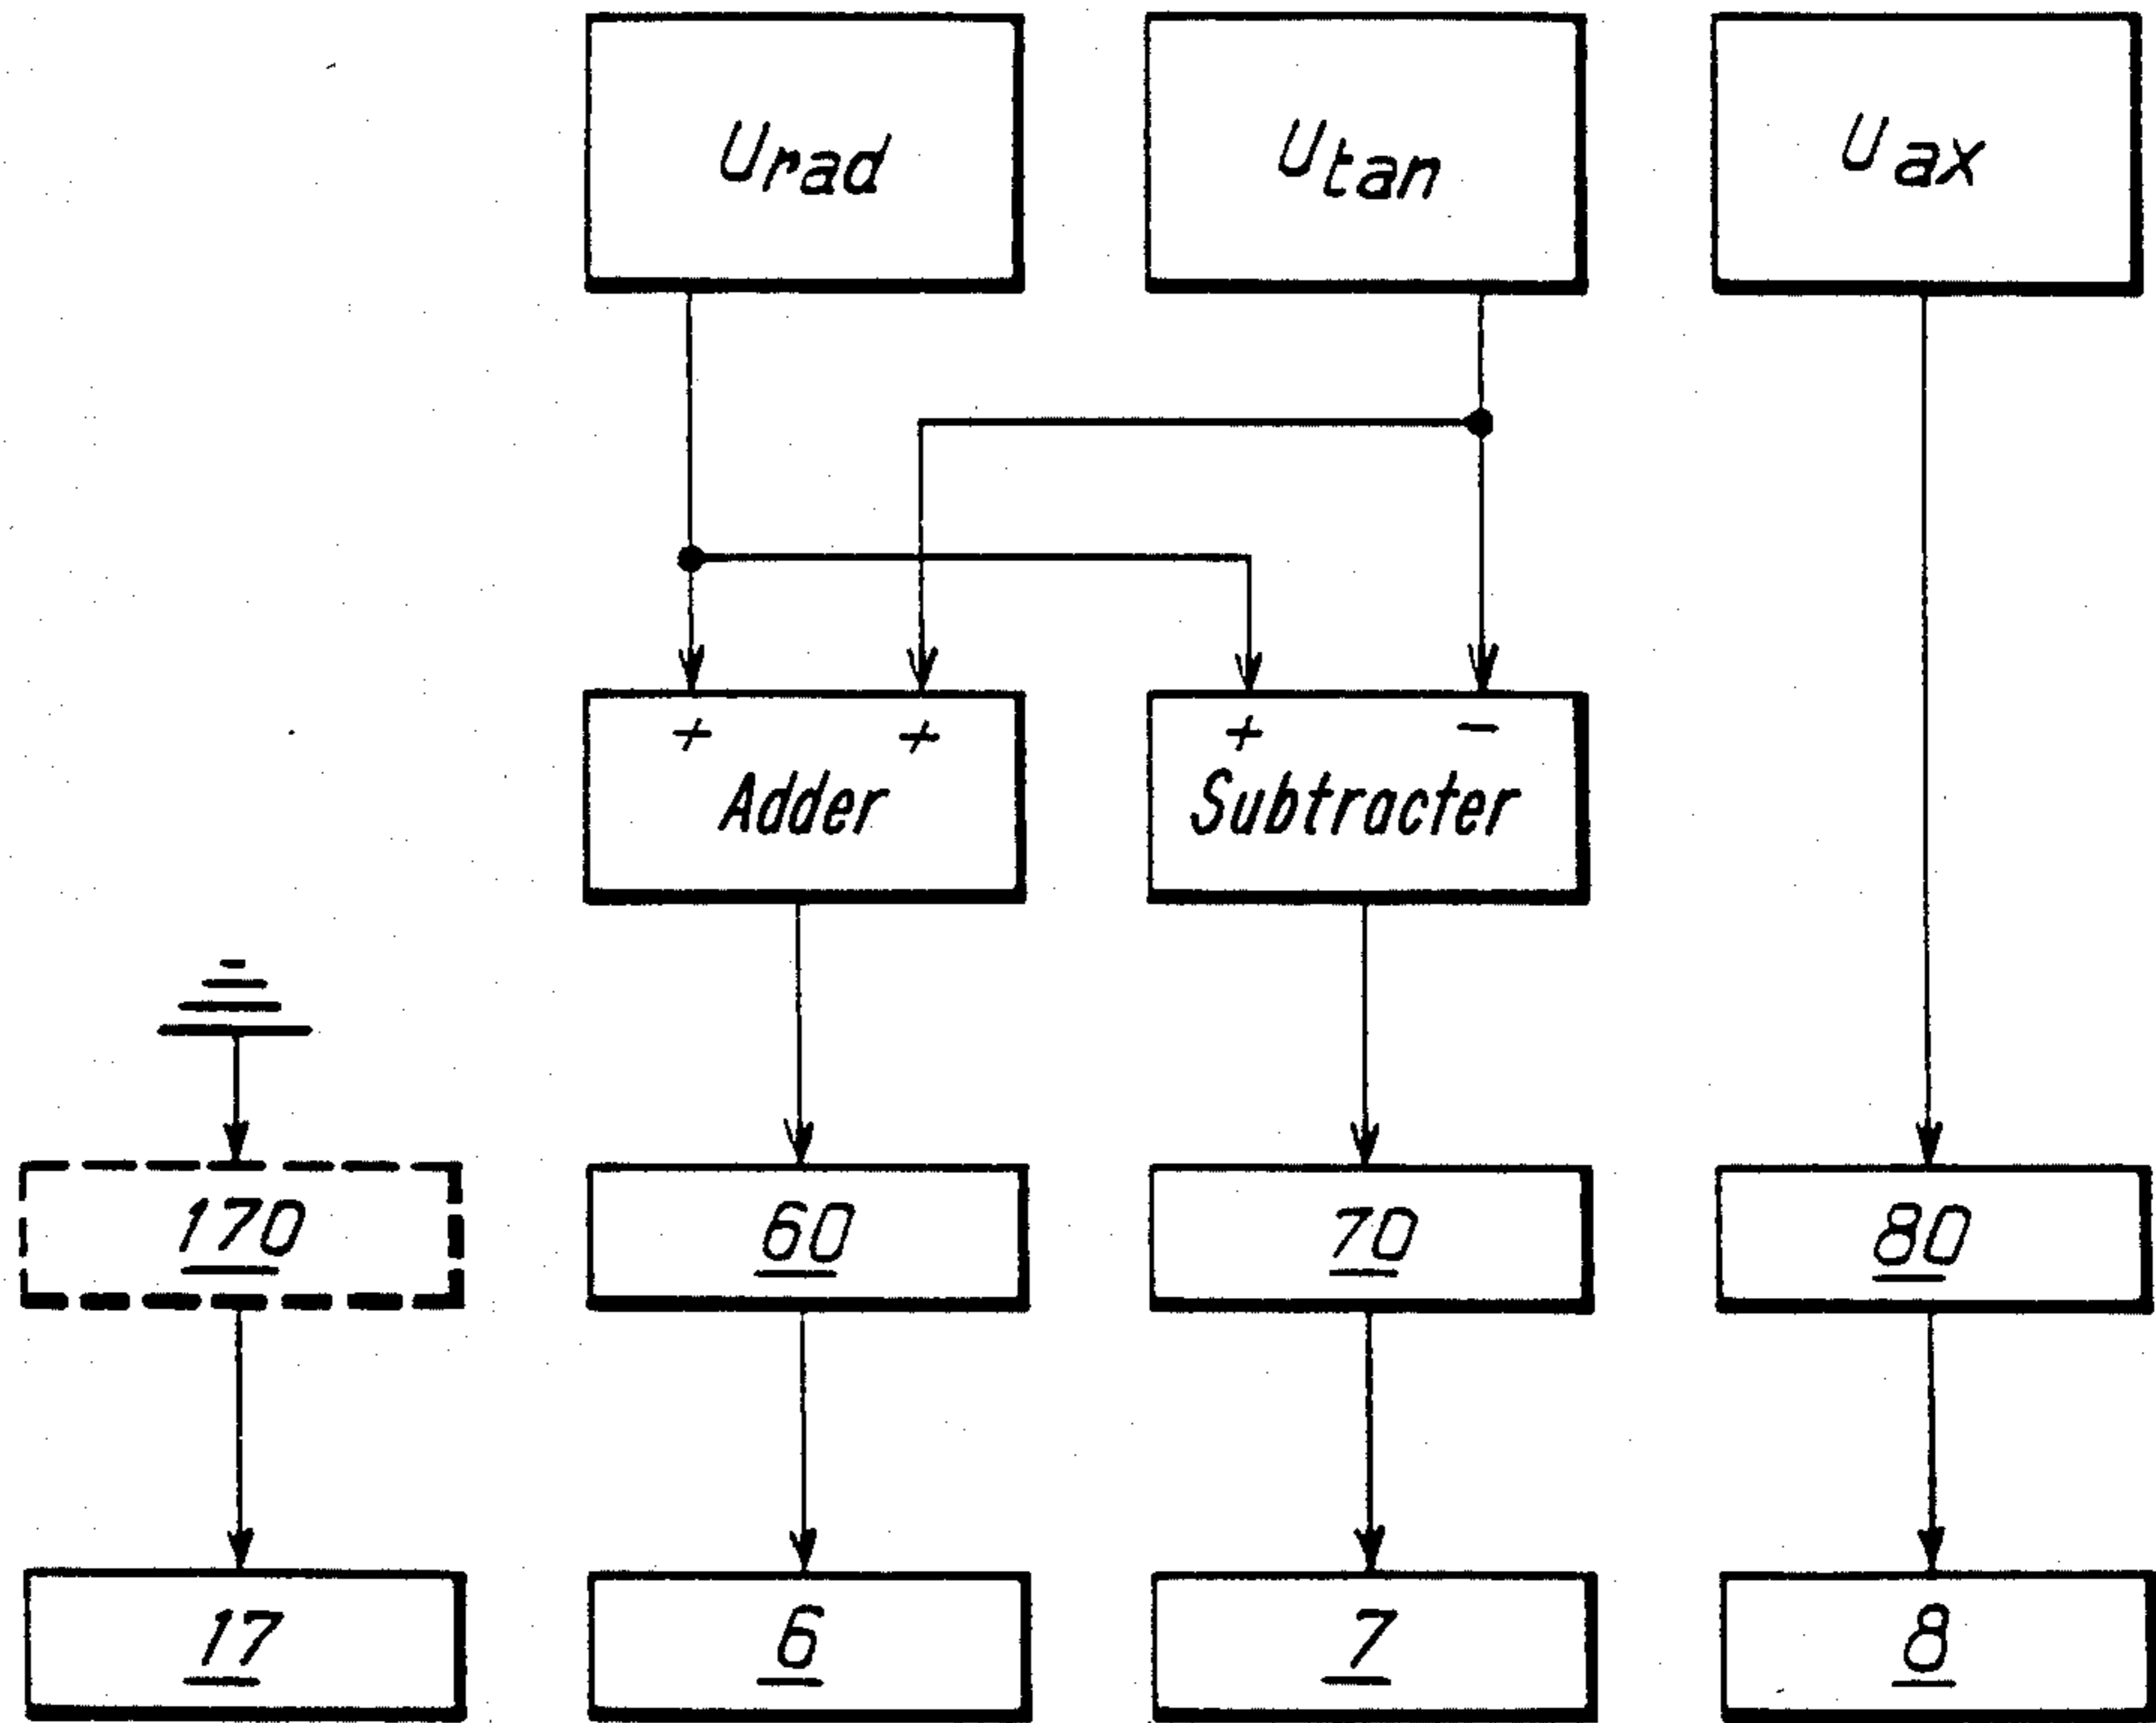 Urad
Utan
Uax
+ +
Adder
+ −
Subtracter
170
60
70
80
17
6
7
8